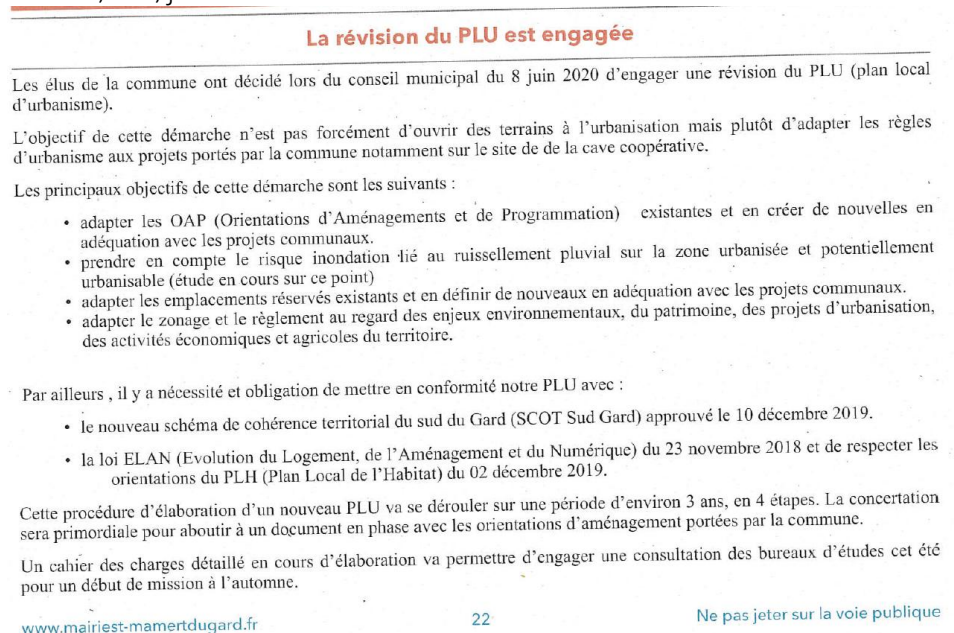 La révision du PLU est engagée
Les élus de la commune ont décidé lors du conseil municipal du 8 juin 2020 d'engager une révision du PLU (plan local
d'urbanisme).
L'objectif de cette démarche n'est pas forcément d'ouvrir des terrains à l'urbanisation mais plutôt d'adapter les règles
d'urbanisme aux projets portés par la commune notamment sur le site de de la cave coopérative.
Les principaux objectifs de cette démarche sont les suivants :
• adapter les OAP (Orientations d'Aménagements et de Programmation) existantes et en créer de nouvelles en
adéquation avec les projets communaux.
• prendre en compte le risque inondation lié au ruissellement pluvial sur la zone urbanisée et potentiellement
urbanisable (étude en cours sur ce point)
• adapter les emplacements réservés existants et en définir de nouveaux en adéquation avec les projets communaux.
• adapter le zonage et le règlement au regard des enjeux environnementaux, du patrimoine, des projets d'urbanisation,
des activités économiques et agricoles du territoire.
Par ailleurs , il y a nécessité et obligation de mettre en conformité notre PLU avec :
• le nouveau schéma de cohérence territorial du sud du Gard (SCOT Sud Gard) approuvé le 10 décembre 2019.
• la loi ELAN (Evolution du Logement, de l'Aménagement et du Numérique) du 23 novembre 2018 et de respecter les
orientations du PLH (Plan Local de l'Habitat) du 02 décembre 2019.
Cette procédure d'élaboration d'un nouveau PLU va se dérouler sur une période d'environ 3 ans, en 4 étapes. La concertation
sera primordiale pour aboutir à un document en phase avec les orientations d'aménagement portées par la commune.
Un cahier des charges détaillé en cours d'élaboration va permettre d'engager une consultation des bureaux d'études cet été
pour un début de mission à l'automne.
www.mairiest-mamertdugard.fr
22
Ne pas jeter sur la voie publique